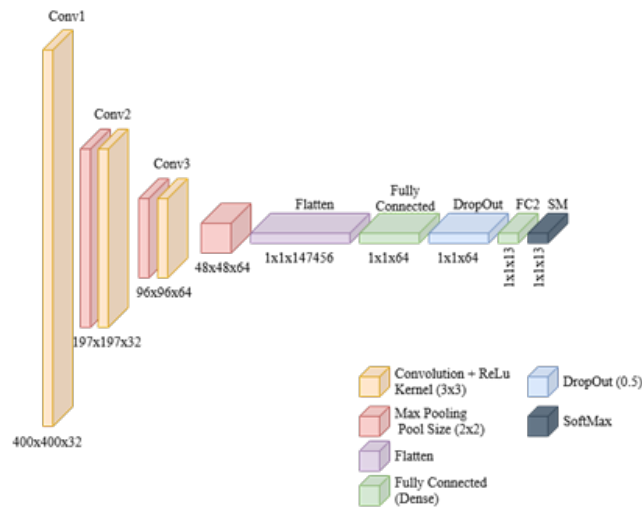 Conv1
Conv2
Conv3
Flatten
Fully
Connected
DropOut
FC2
SM
400x400x32
197x197x32
96x96x64
48x48x64
1x1x147456
1x1x64
1x1x64
1x1x13
1x1x13
Convolution + ReLu
Kernel (3x3)
Max Pooling
Pool Size (2x2)
Flatten
Fully Connected
(Dense)
DropOut (0.5)
SoftMax